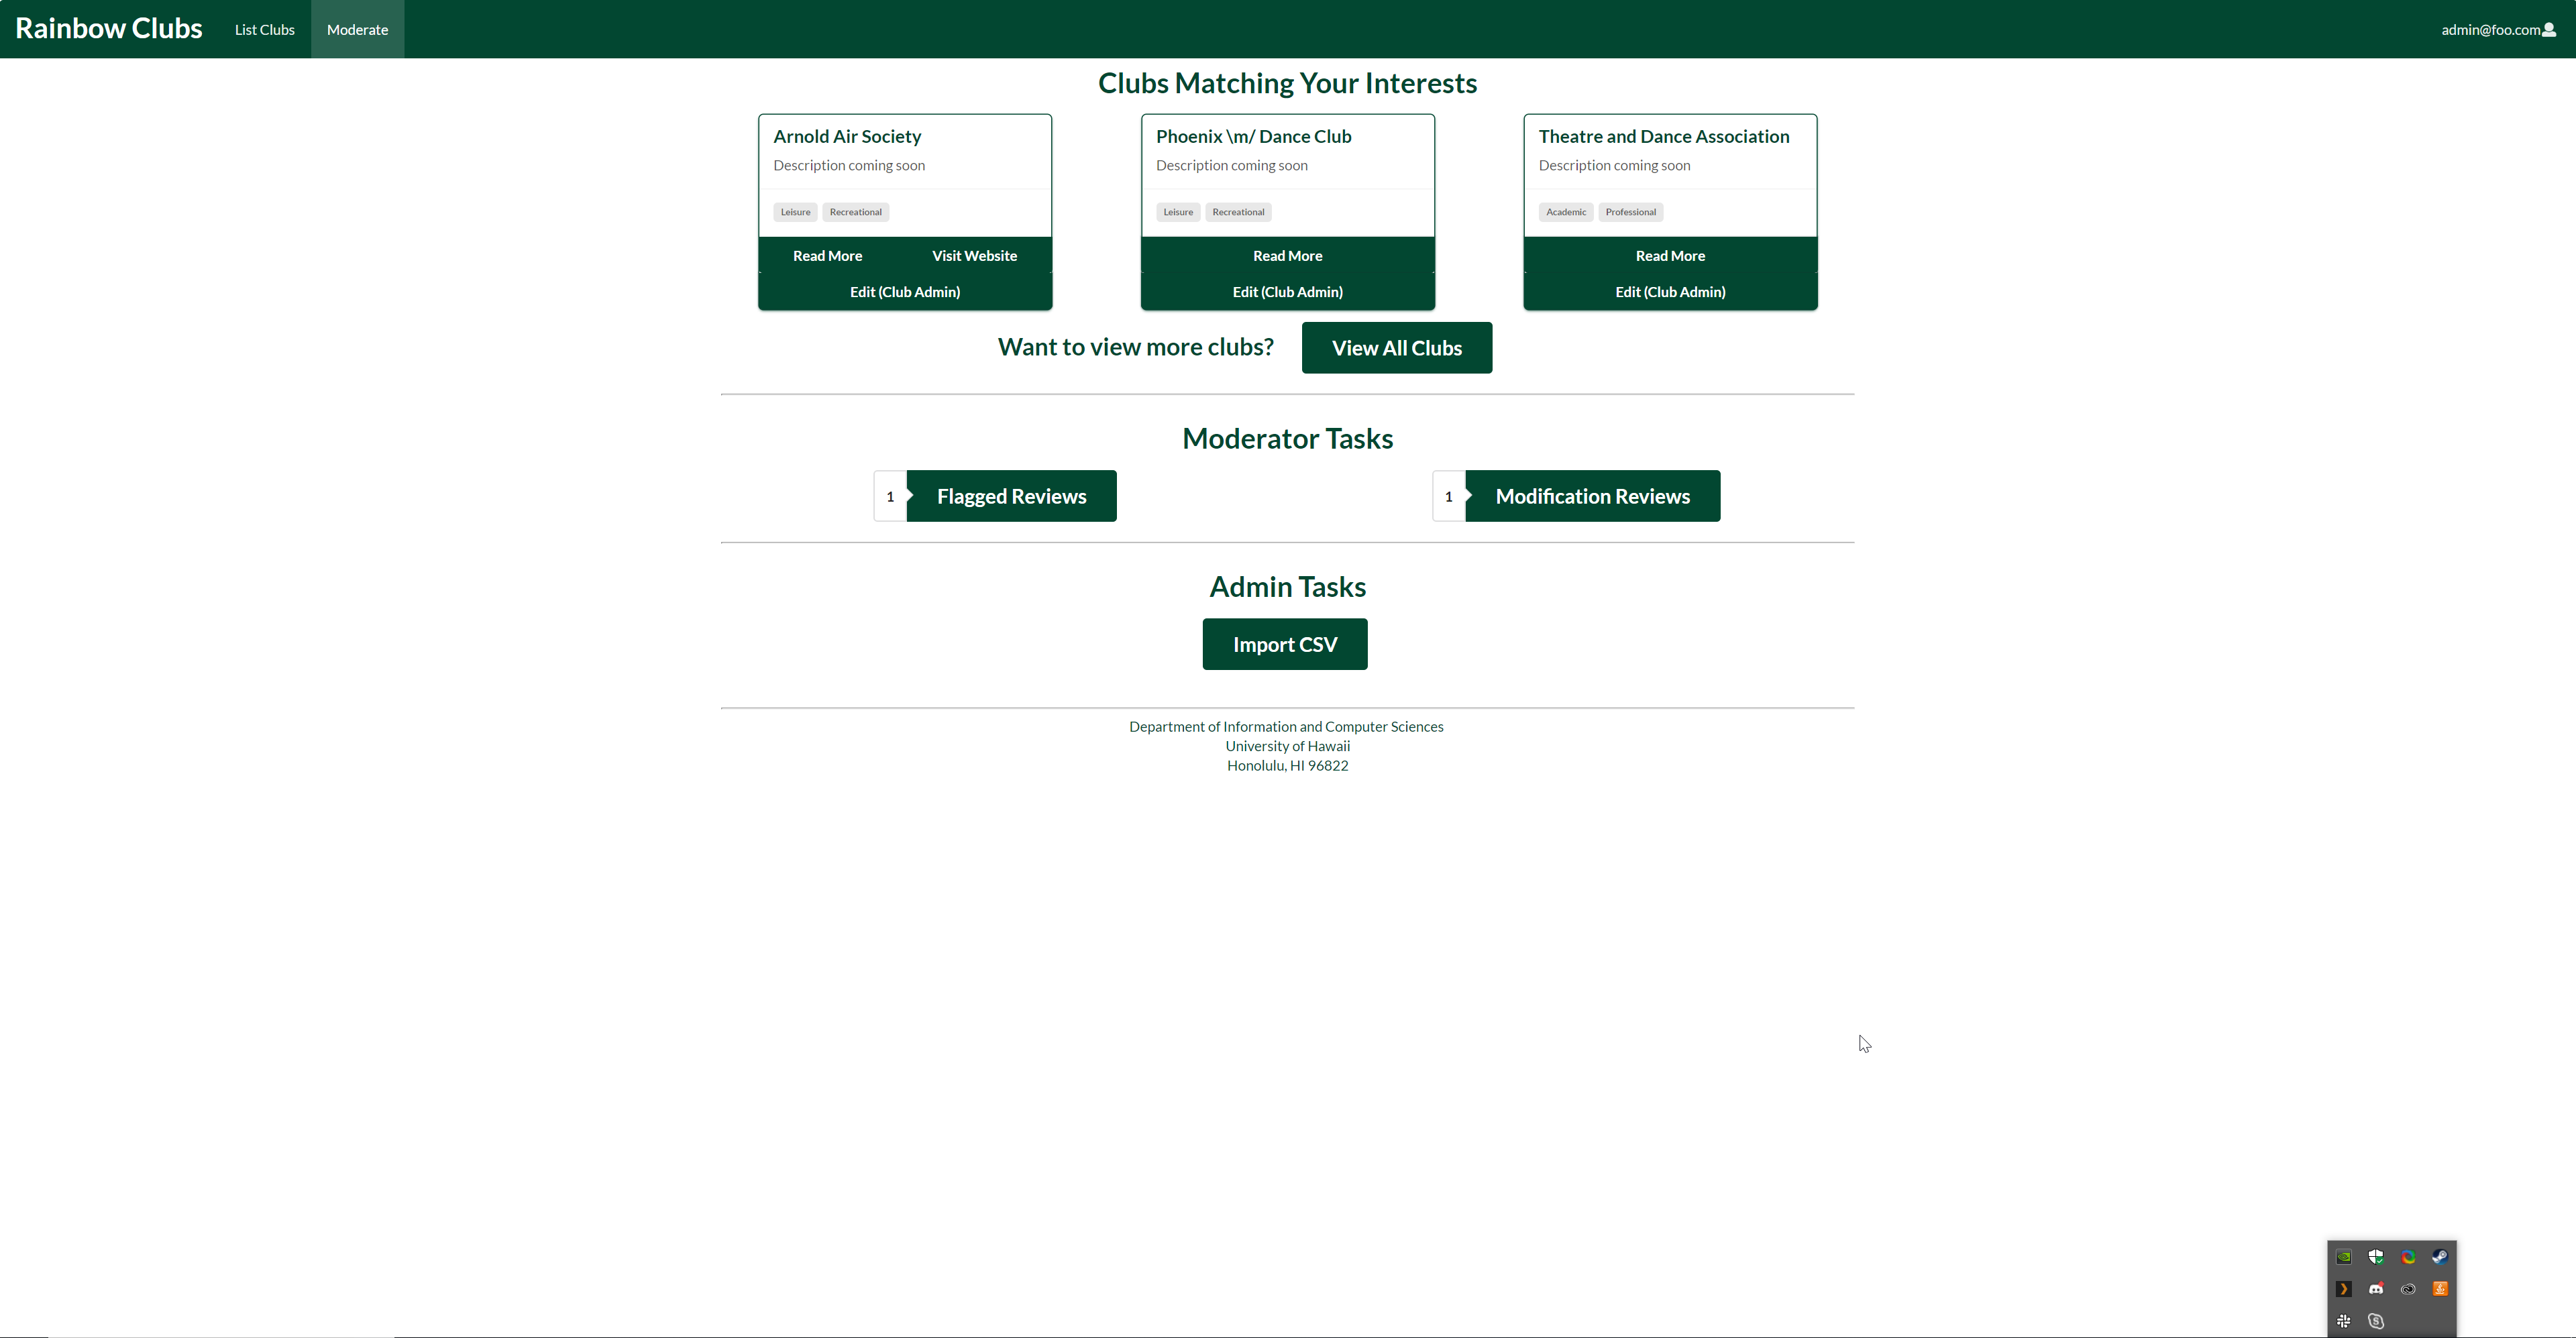 Rainbow Clubs List Clubs Moderate admin@foo.com
Clubs Matching Your Interests
Arnold Air Society
Description coming soon
Leisure Recreational
Read More Visit Website
Edit (Club Admin)
Phoenix \m/ Dance Club
Description coming soon
Leisure Recreational
Read More
Edit (Club Admin)
Theatre and Dance Association
Description coming soon
Academic Professional
Read More
Edit (Club Admin)
Want to view more clubs? View All Clubs
Moderator Tasks
1 Flagged Reviews 1 Modification Reviews
Admin Tasks
Import CSV
Department of Information and Computer Sciences
University of Hawaii
Honolulu, HI 96822